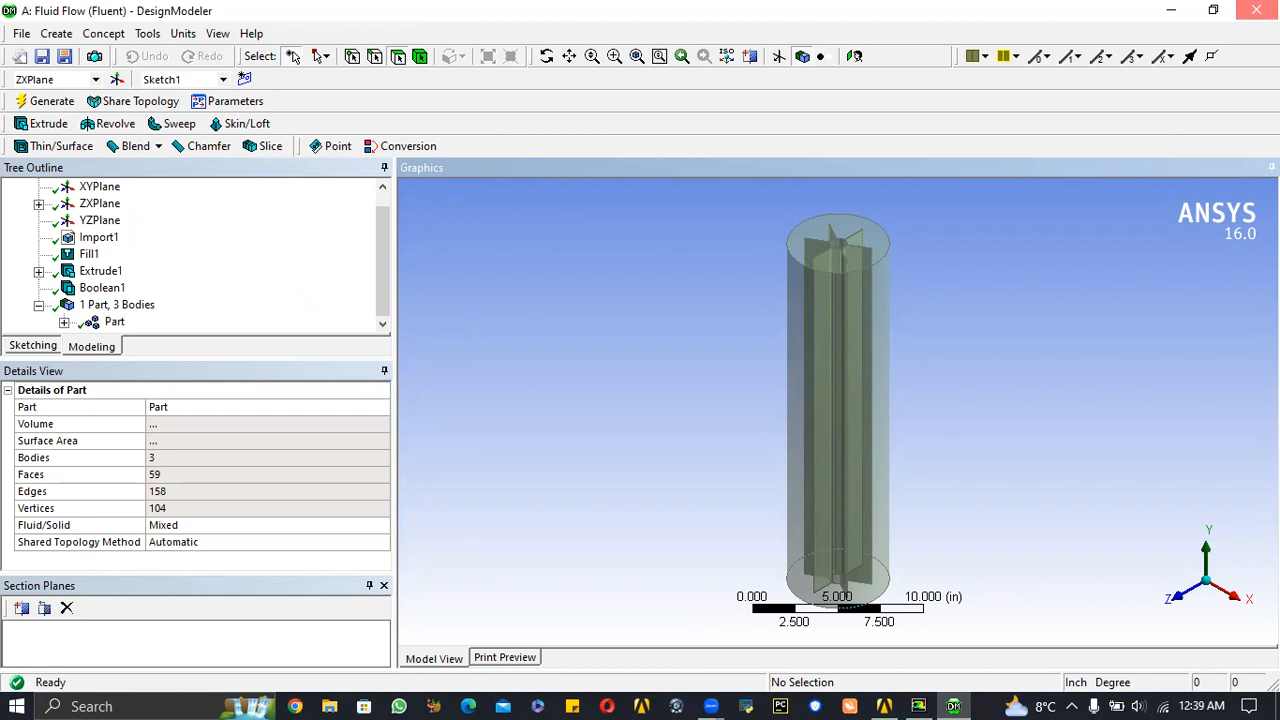 A: Fluid Flow (Fluent) - DesignModeler
File Create Concept Tools Units View Help
Undo Redo Select:
ZXPlane Sketch1
Generate Share Topology Parameters
Extrude Revolve Sweep Skin/Loft
Thin/Surface Blend Chamfer Slice Point Conversion
Tree Outline
XYPlane
ZXPlane
YZPlane
Import1
Fill1
Extrude1
Boolean1
1 Part, 3 Bodies
Part
Sketching Modeling
Details View
Details of Part
Part Part
Volume ...
Surface Area ...
Bodies 3
Faces 59
Edges 158
Vertices 104
Fluid/Solid Mixed
Shared Topology Method Automatic
Section Planes
Graphics
ANSYS
16.0
Y
Z X
0.000 5.000 10.000 (in)
2.500 7.500
Model View Print Preview
Ready No Selection Inch Degree 0 0
Search 8°C 12:39 AM